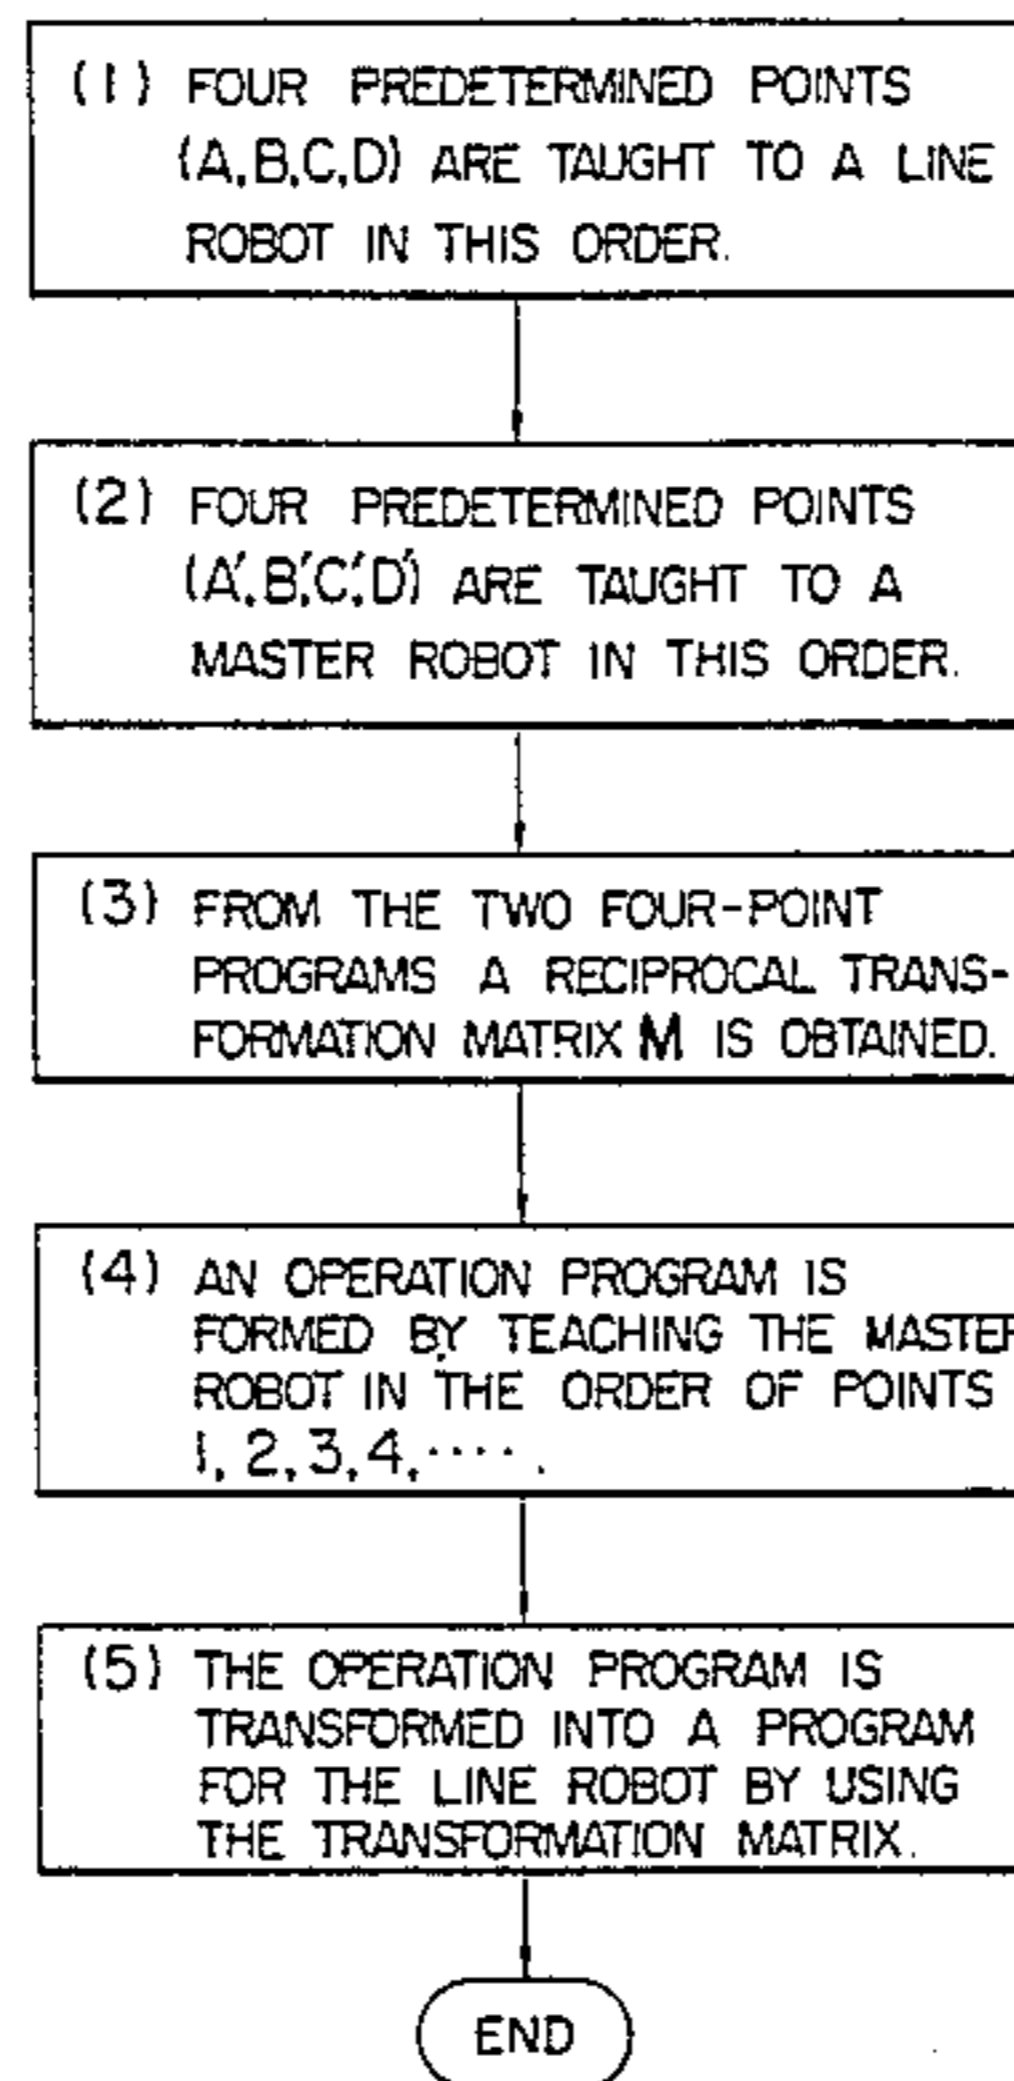 (1) FOUR PREDETERMINED POINTS
(A,B,C,D) ARE TAUGHT TO A LINE
ROBOT IN THIS ORDER.
(2) FOUR PREDETERMINED POINTS
(A',B',C',D') ARE TAUGHT TO A
MASTER ROBOT IN THIS ORDER.
(3) FROM THE TWO FOUR-POINT
PROGRAMS A RECIPROCAL TRANS-
FORMATION MATRIX M IS OBTAINED.
(4) AN OPERATION PROGRAM IS
FORMED BY TEACHING THE MASTER
ROBOT IN THE ORDER OF POINTS
1, 2, 3, 4, ‥‥.
(5) THE OPERATION PROGRAM IS
TRANSFORMED INTO A PROGRAM
FOR THE LINE ROBOT BY USING
THE TRANSFORMATION MATRIX.
END